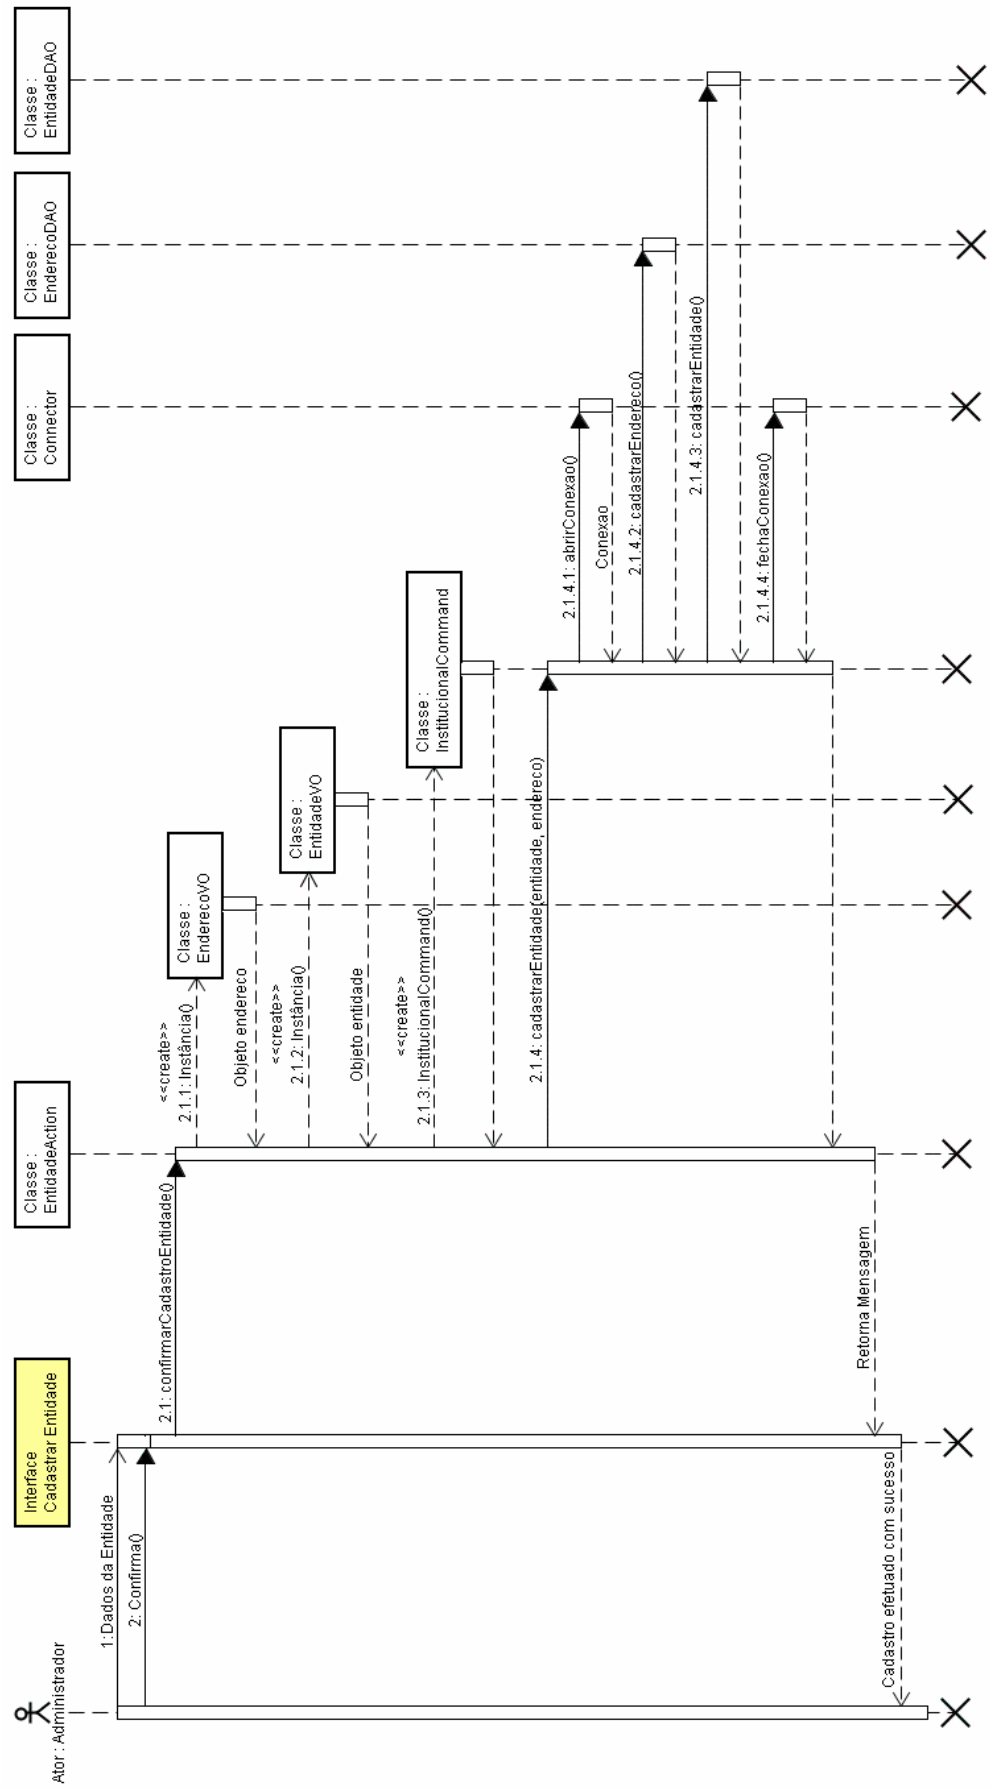 Ator : Administrador
Interface
Cadastrar Entidade
Classe :
EntidadeAction
Classe :
EnderecoVO
Classe :
EntidadeVO
Classe :
InstitucionalCommand
Classe :
Connector
Classe :
EnderecoDAO
Classe :
EntidadeDAO
1:Dados da Entidade
2: Confirma()
2.1: confirmarCadastroEntidade()
<<create>>
2.1.1: Instância()
Objeto endereco
<<create>>
2.1.2: Instância()
Objeto entidade
<<create>>
2.1.3: InstitucionalCommand()
2.1.4: cadastrarEntidade(entidade, endereco)
2.1.4.1: abrirConexao()
Conexao
2.1.4.2: cadastrarEndereco()
2.1.4.3: cadastrarEntidade()
2.1.4.4: fechaConexao()
Retorna Mensagem
Cadastro efetuado com sucesso